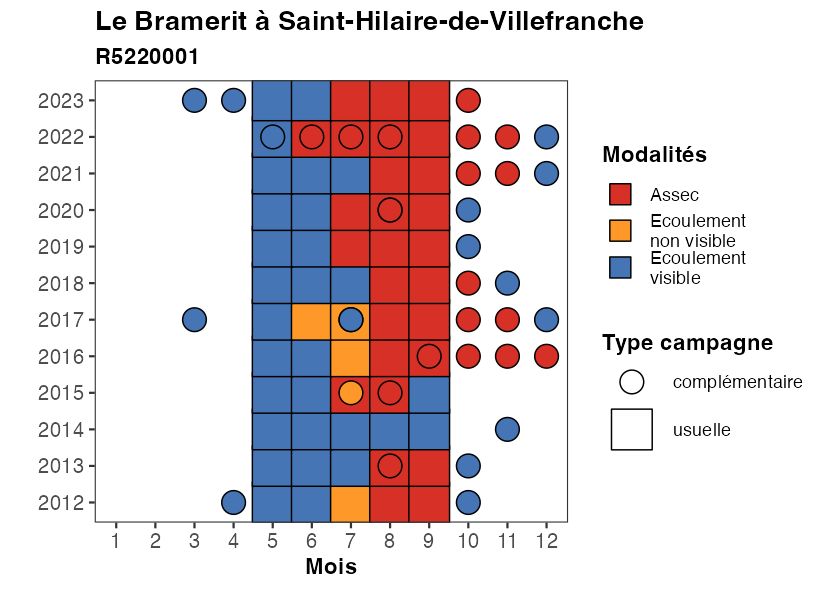 Le Bramerit à Saint-Hilaire-de-Villefranche
R5220001
2023
2022
2021
2020
2019
2018
2017
2016
2015
2014
2013
2012
1 2 3 4 5 6 7 8 9 10 11 12
Mois
Modalités
Assec
Ecoulement
non visible
Ecoulement
visible
Type campagne
complémentaire
usuelle